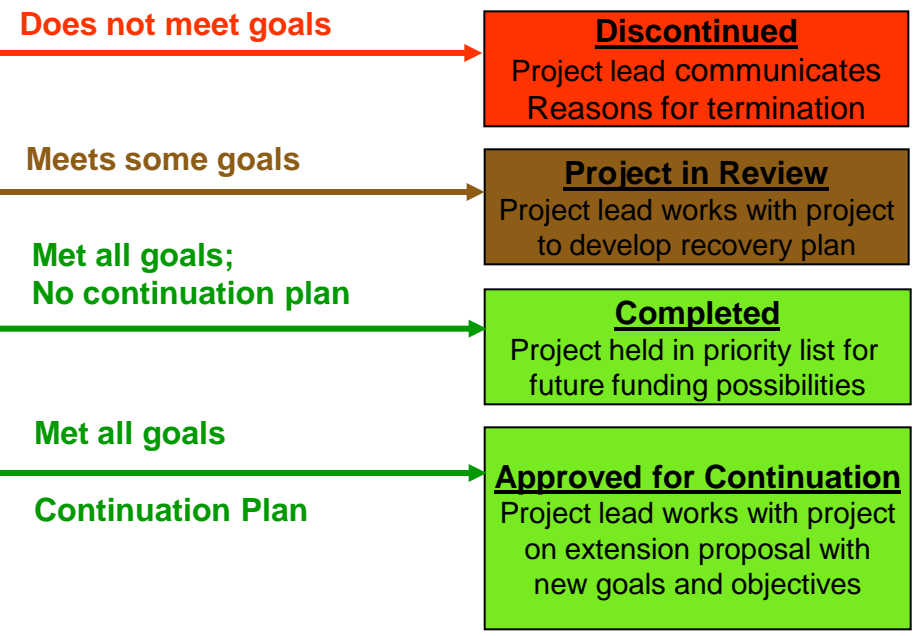 Does not meet goals
Discontinued
Project lead communicates
Reasons for termination
Meets some goals
Project in Review
Project lead works with project
to develop recovery plan
Met all goals;
No continuation plan
Completed
Project held in priority list for
future funding possibilities
Met all goals
Continuation Plan
Approved for Continuation
Project lead works with project
on extension proposal with
new goals and objectives